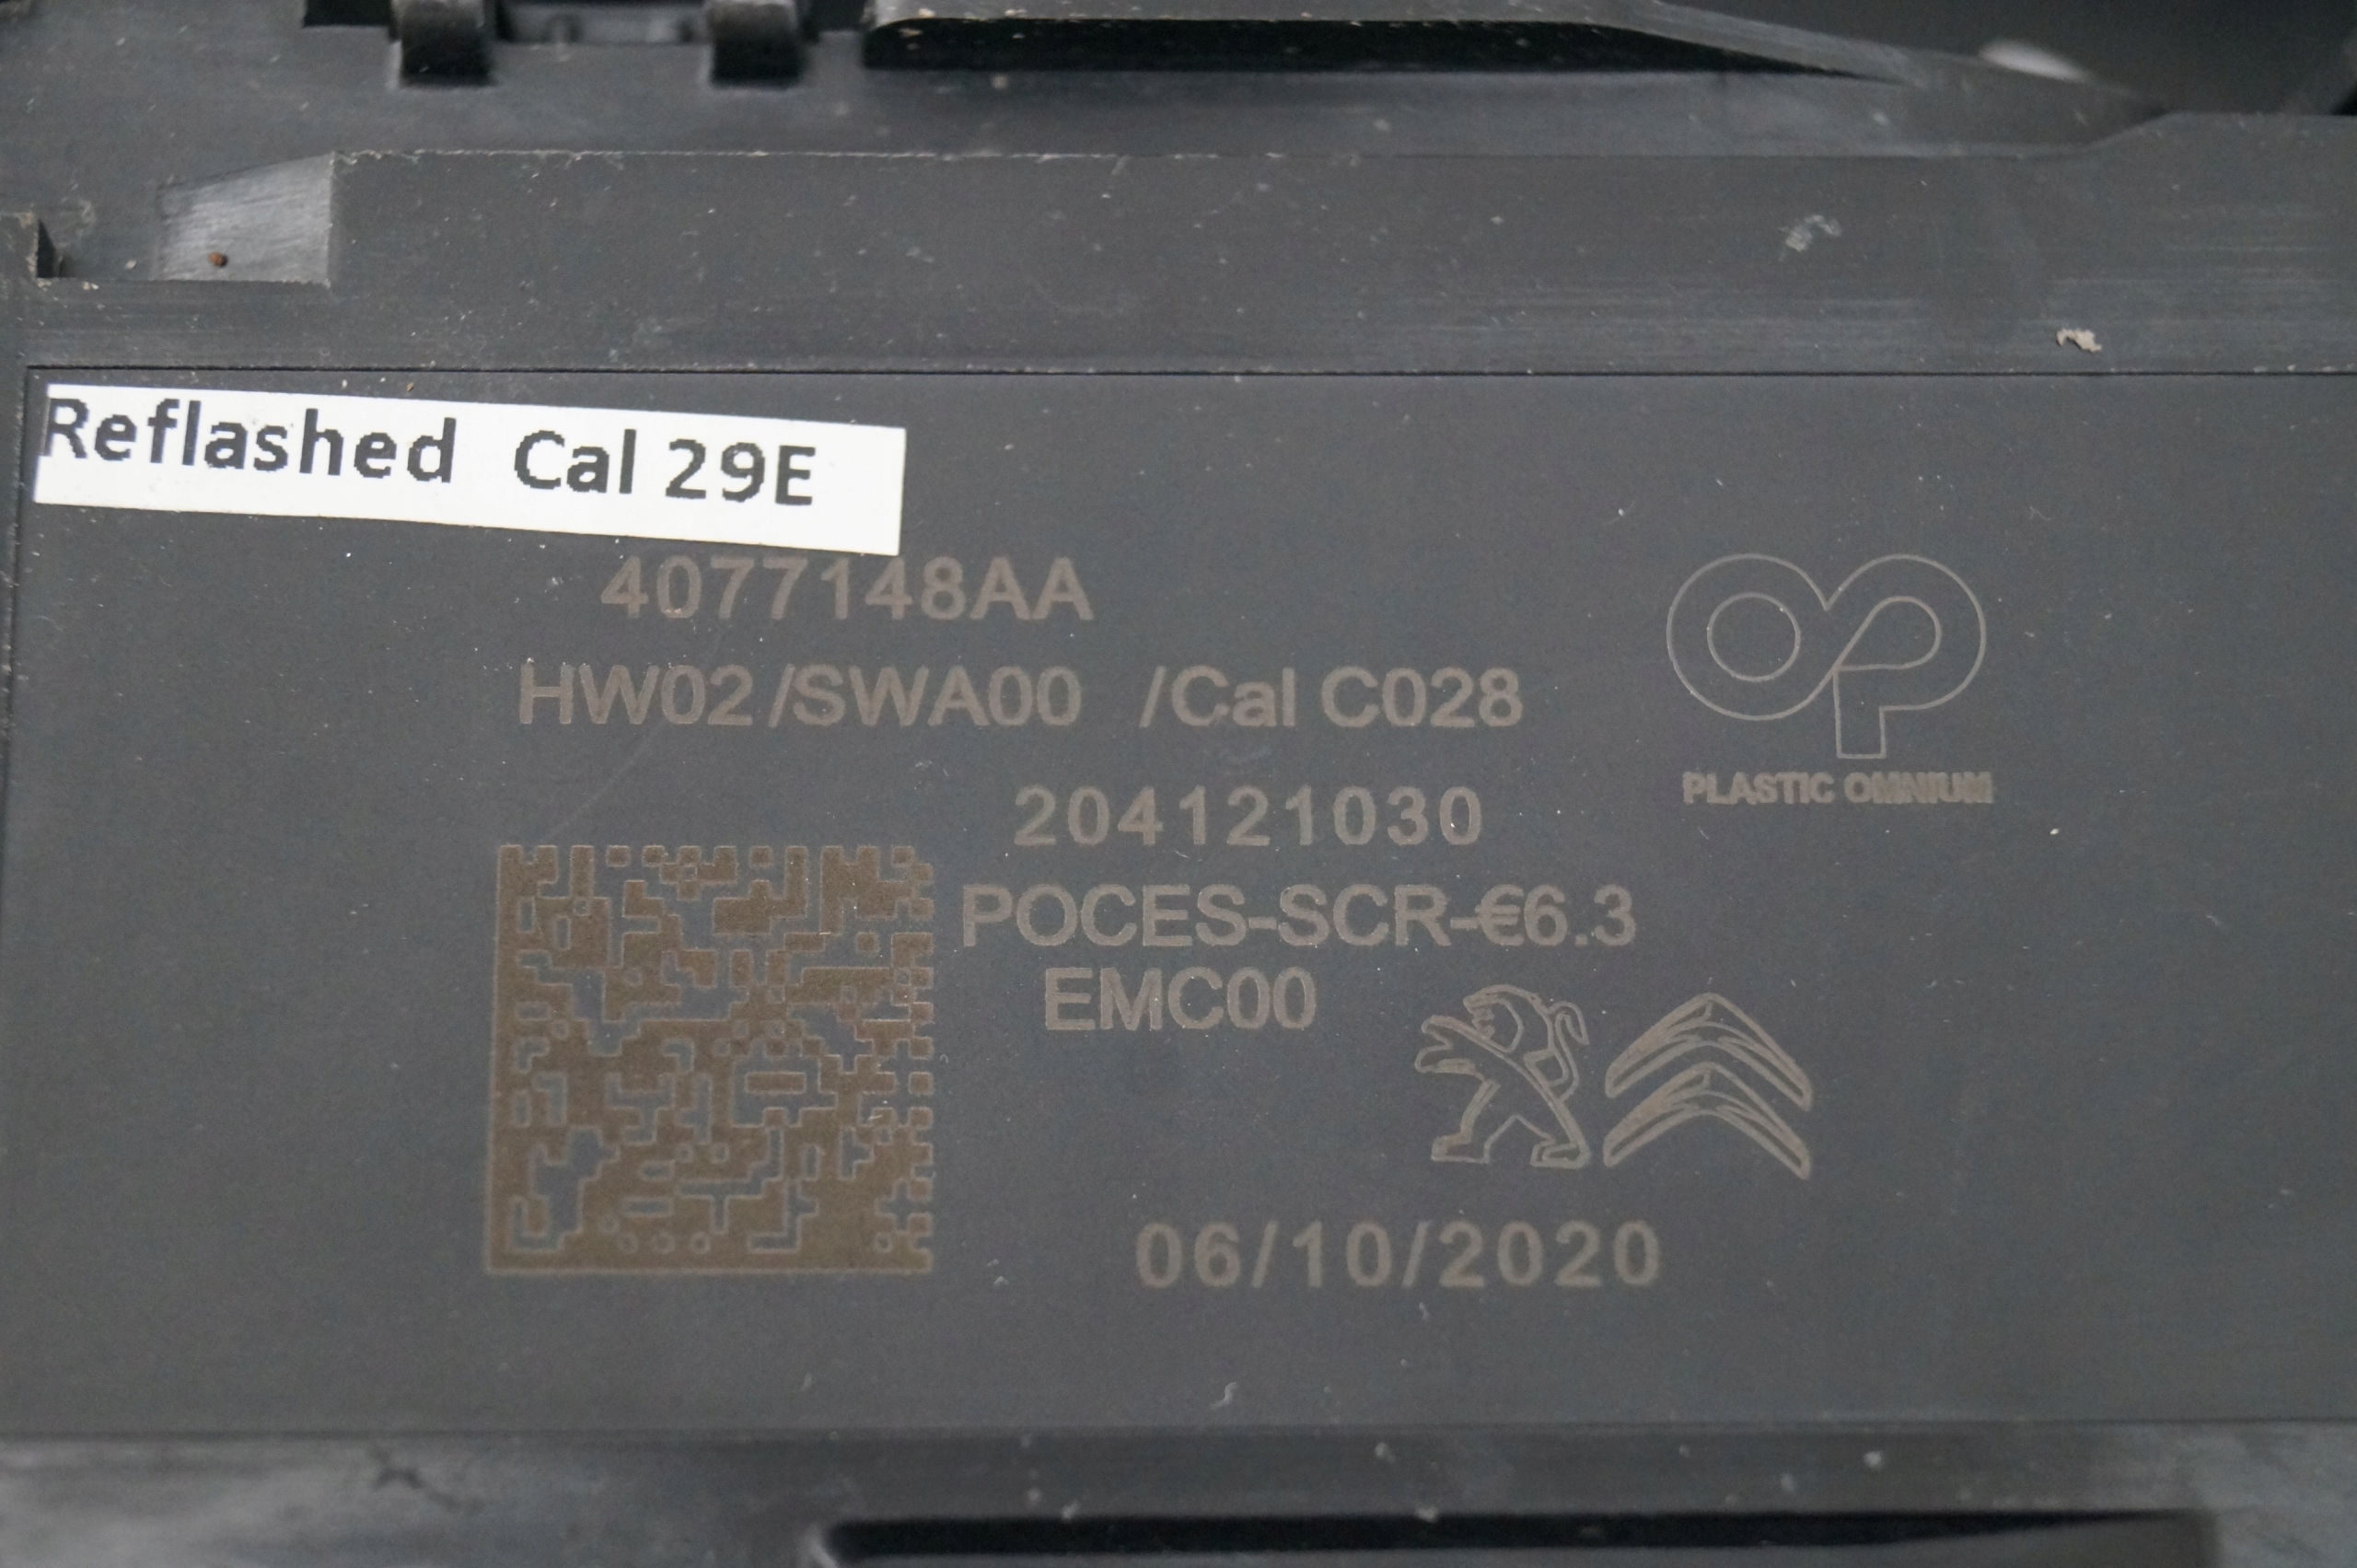 Reflashed Cal 29E
4077148AA
HW02/SWA00 /Cal C028
204121030
PLASTIC OMNIUM
POCES-SCR-€6.3
EMC00
06/10/2020